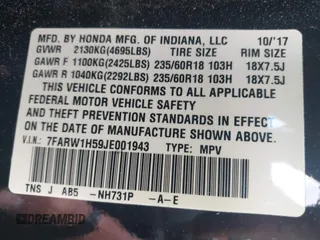 MFD. BY HONDA MFG. OF INDIANA, LLC 10/'17
GVWR 2130KG(4695LBS) TIRE SIZE RIM SIZE
GAWR F 1100KG(2425LBS) 235/60R18 103H 18X7.5J
GAWR R 1040KG(2292LBS) 235/60R18 103H 18X7.5J
THIS VEHICLE CONFORMS TO ALL APPLICABLE
FEDERAL MOTOR VEHICLE SAFETY
AND THEFT PREVENTION STANDARDS IN EFFECT
ON THE DATE OF MANUFACTURE SHOWN ABOVE.
V.I.N.: 7FARW1H59JE001943 TYPE: MPV
TNS J AB5 -NH731P -A-E
DREAMBID